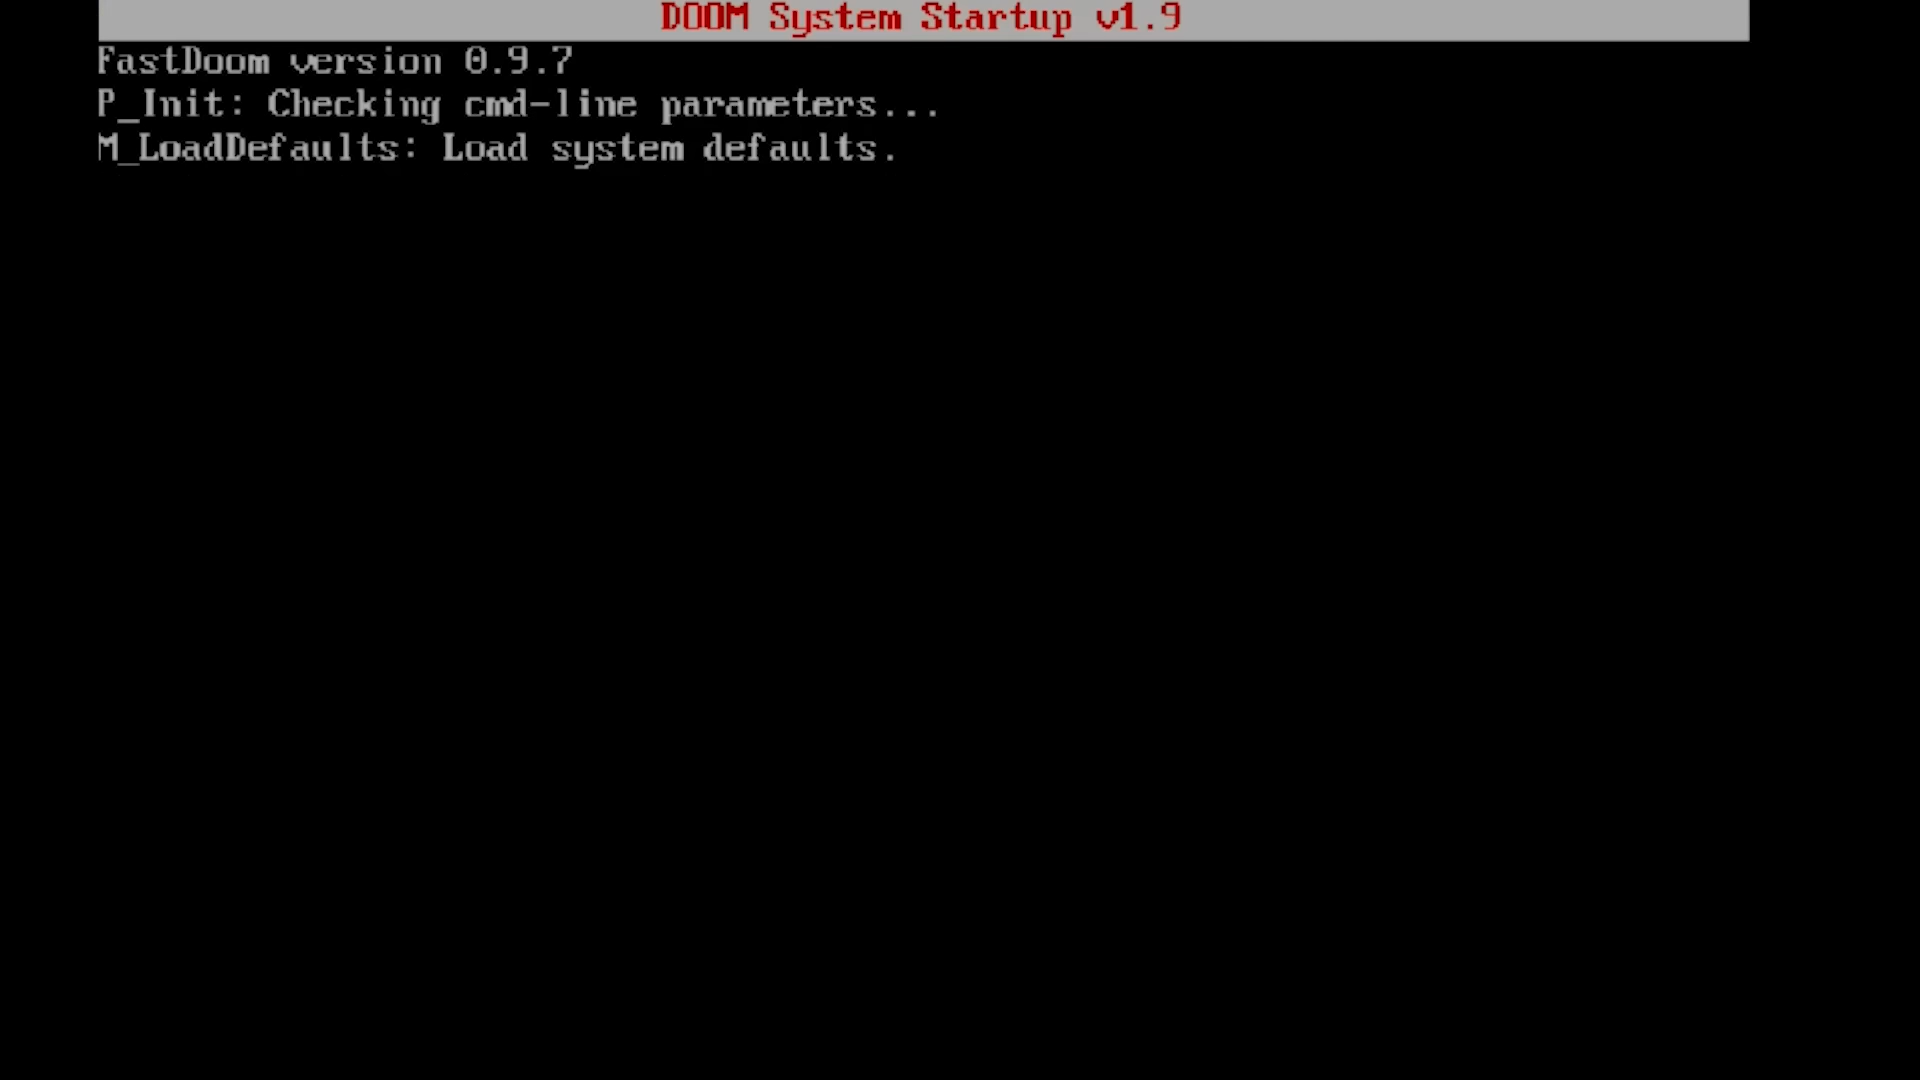 DOOM System Startup v1.9
FastDoom version 0.9.7
P_Init: Checking cmd-line parameters...
M_LoadDefaults: Load system defaults.